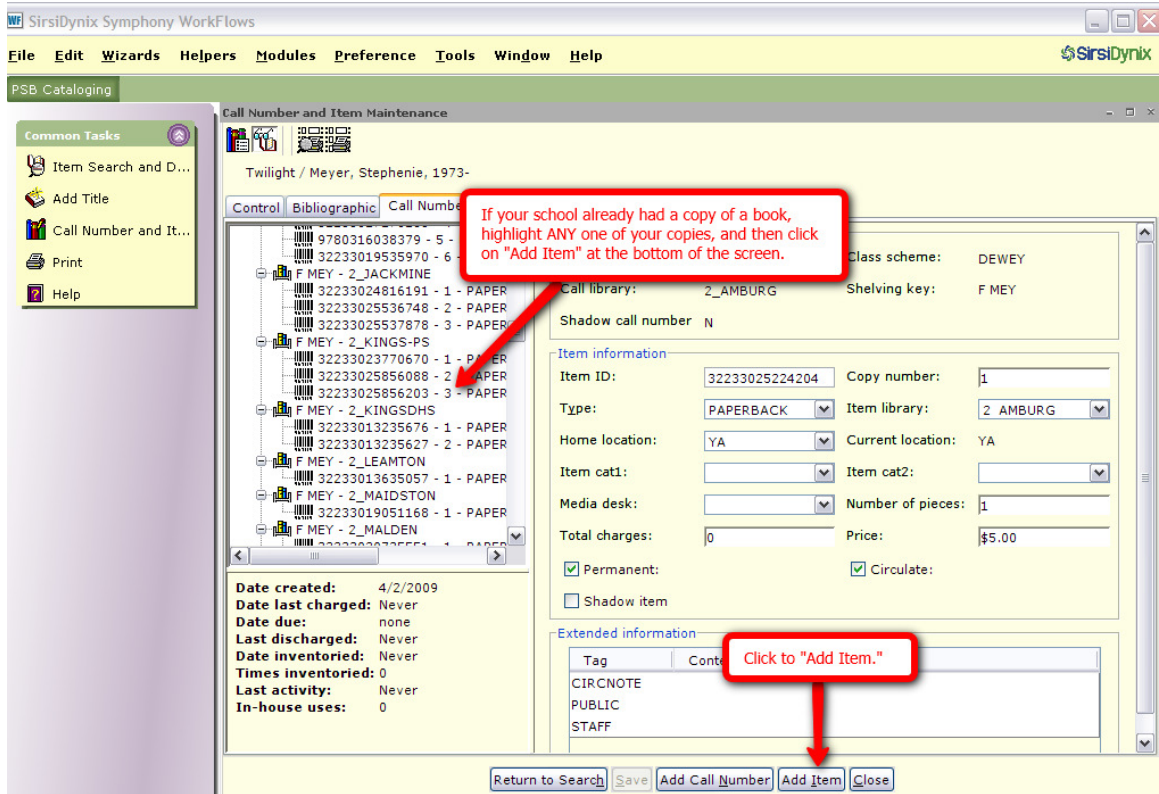 WF SirsiDynix Symphony WorkFlows
File Edit Wizards Helpers Modules Preference Tools Window Help
SirsiDynix
PSB Cataloging
Common Tasks
Item Search and D...
Add Title
Call Number and It...
Print
Help
Call Number and Item Maintenance
Twilight / Meyer, Stephenie, 1973-
Control Bibliographic Call Numbe
If your school already had a copy of a book,
highlight ANY one of your copies, and then click
on "Add Item" at the bottom of the screen.
9780316038379 - 5 -
32233019535970 - 6 -
F MEY - 2_JACKMINE
32233024816191 - 1 - PAPER
32233025536748 - 2 - PAPER
32233025537878 - 3 - PAPER
F MEY - 2_KINGS-PS
32233023770670 - 1 - PAPER
32233025856088 - 2 PAPER
32233025856203 - 3 - PAPER
F MEY - 2_KINGSDHS
32233013235676 - 1 - PAPER
32233013235627 - 2 - PAPER
F MEY - 2_LEAMTON
32233013635057 - 1 - PAPER
F MEY - 2_MAIDSTON
32233019051168 - 1 - PAPER
F MEY - 2_MALDEN
Date created: 4/2/2009
Date last charged: Never
Date due: none
Last discharged: Never
Date inventoried: Never
Times inventoried: 0
Last activity: Never
In-house uses: 0
Class scheme: DEWEY
Call library: 2_AMBURG Shelving key: F MEY
Shadow call number N
Item information
Item ID: 32233025224204 Copy number: 1
Type: PAPERBACK Item library: 2_AMBURG
Home location: YA Current location: YA
Item cat1: Item cat2:
Media desk: Number of pieces: 1
Total charges: 0 Price: $5.00
Permanent: Circulate:
Shadow item
Extended information
Tag Conte
Click to "Add Item."
CIRCNOTE
PUBLIC
STAFF
Return to Search Save Add Call Number Add Item Close